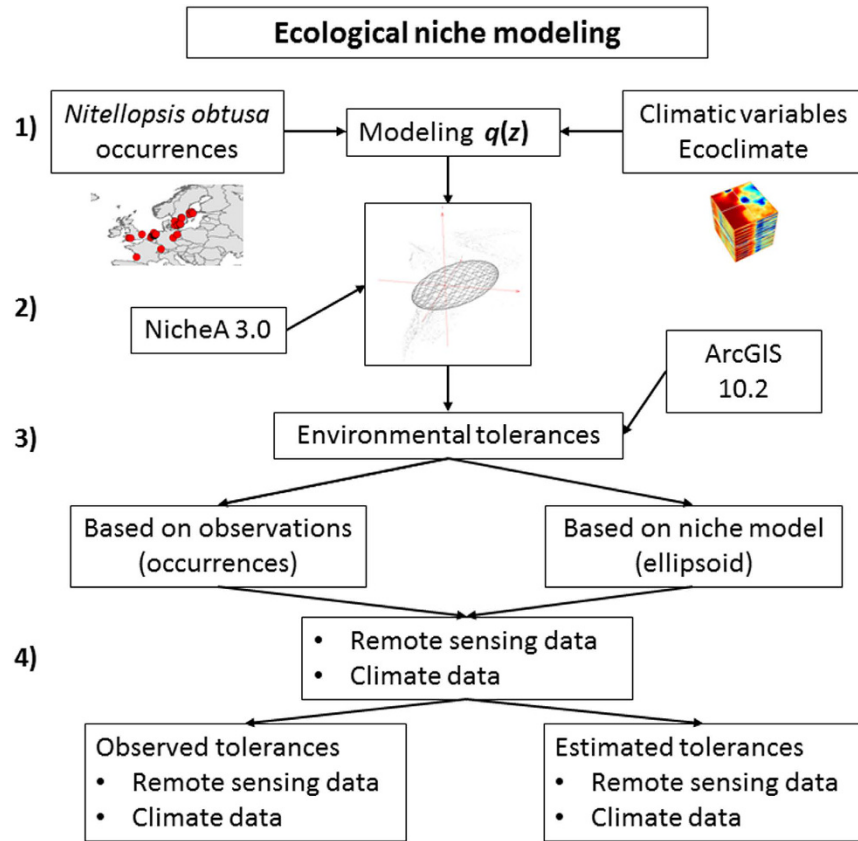 Ecological niche modeling
1)
Nitellopsis obtusa
occurrences
Modeling q(z)
Climatic variables
Ecoclimate
2)
NicheA 3.0
ArcGIS
10.2
3)
Environmental tolerances
Based on observations
(occurrences)
Based on niche model
(ellipsoid)
4)
• Remote sensing data
• Climate data
Observed tolerances
• Remote sensing data
• Climate data
Estimated tolerances
• Remote sensing data
• Climate data